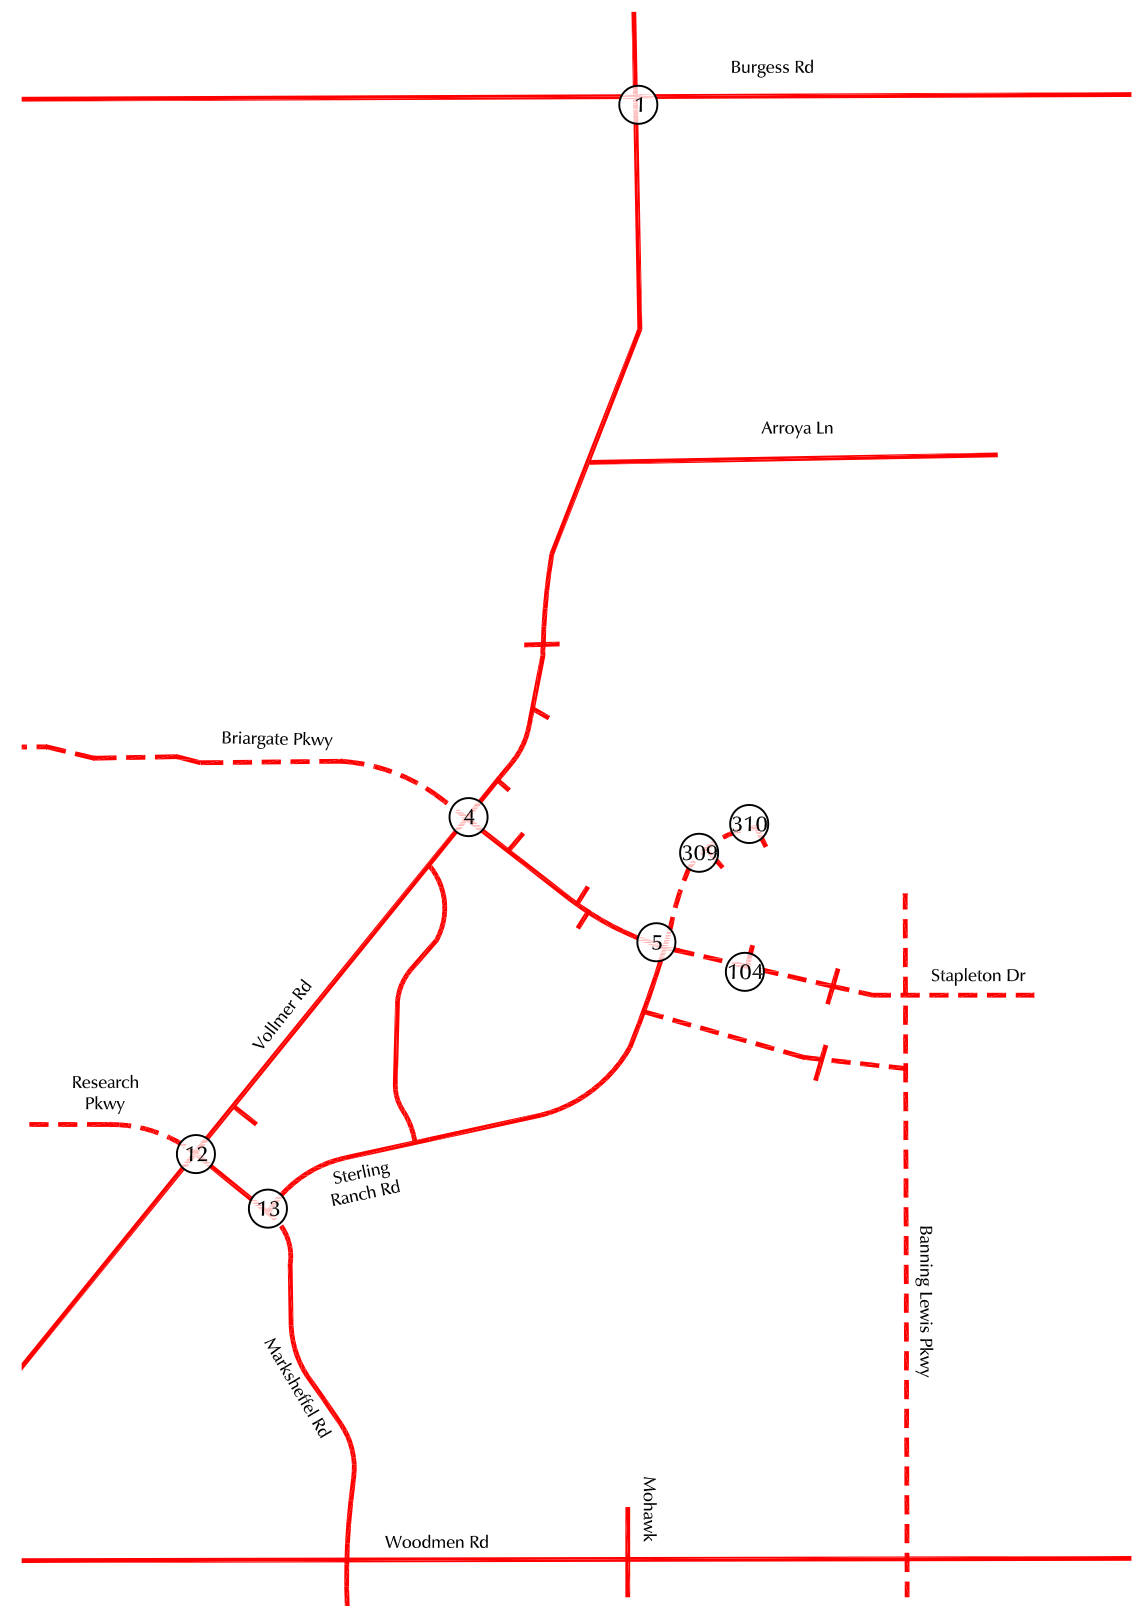 Burgess Rd
1
Arroya Ln
Briargate Pkwy
4
310
309
5
104
Stapleton Dr
Vollmer Rd
Research
Pkwy
12
Sterling
Ranch Rd
13
Banning Lewis Pkwy
Marksheffel Rd
Mohawk
Woodmen Rd